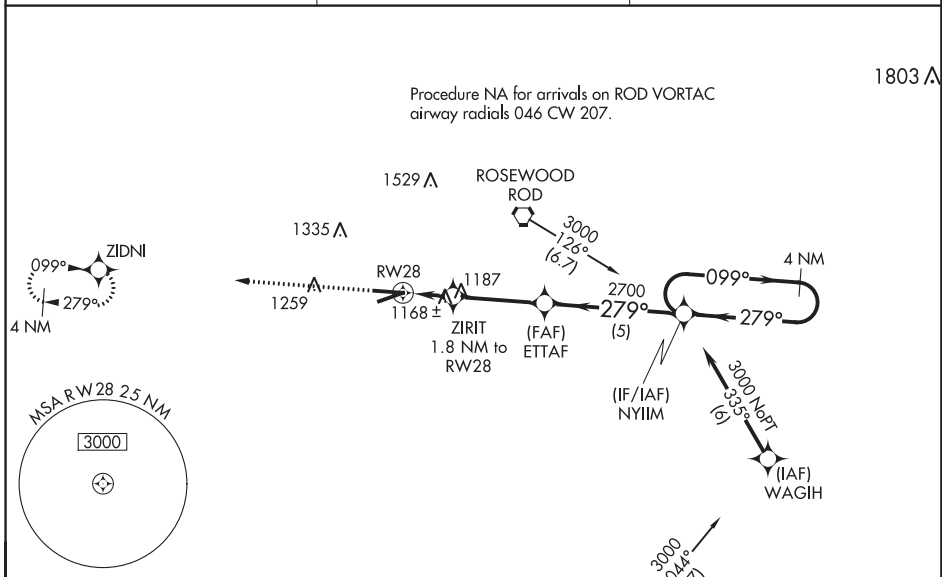 1803
Procedure NA for arrivals on ROD VORTAC
airway radials 046 CW 207.
1529
ROSEWOOD
ROD
3000
126°
(6.7)
1335
ZIDNI
099°
279°
4 NM
1259
RW28
1168 ±
1187
ZIRIT
1.8 NM to
RW28
(FAF)
ETTAF
2700
279°
(5)
099°
4 NM
279°
(IF/IAF)
NYIIM
3000 NoPT
335°
(6)
(IAF)
WAGIH
MSA RW28 25 NM
3000
3000
044°